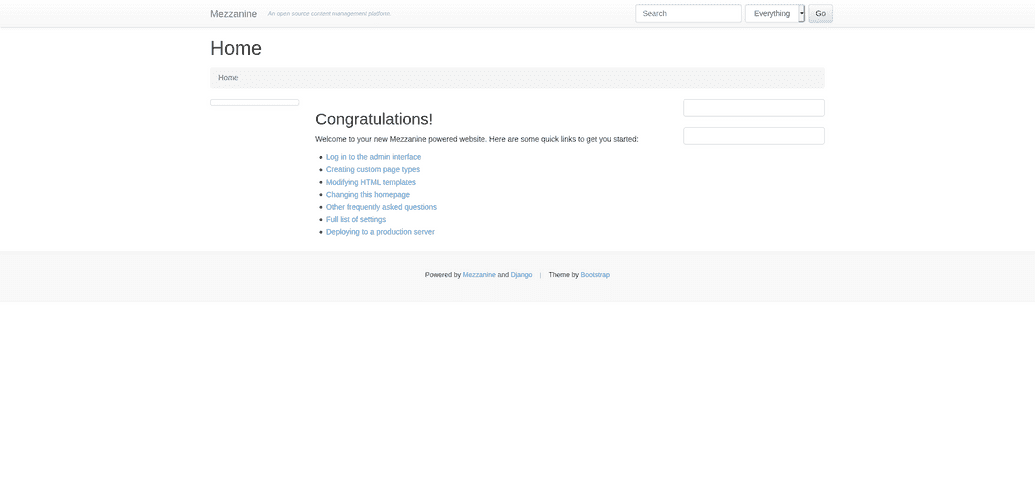 Mezzanine An open source content management platform. Search Everything Go
Home
Home
Congratulations!
Welcome to your new Mezzanine powered website. Here are some quick links to get you started:
Log in to the admin interface
Creating custom page types
Modifying HTML templates
Changing this homepage
Other frequently asked questions
Full list of settings
Deploying to a production server
Powered by Mezzanine and Django | Theme by Bootstrap